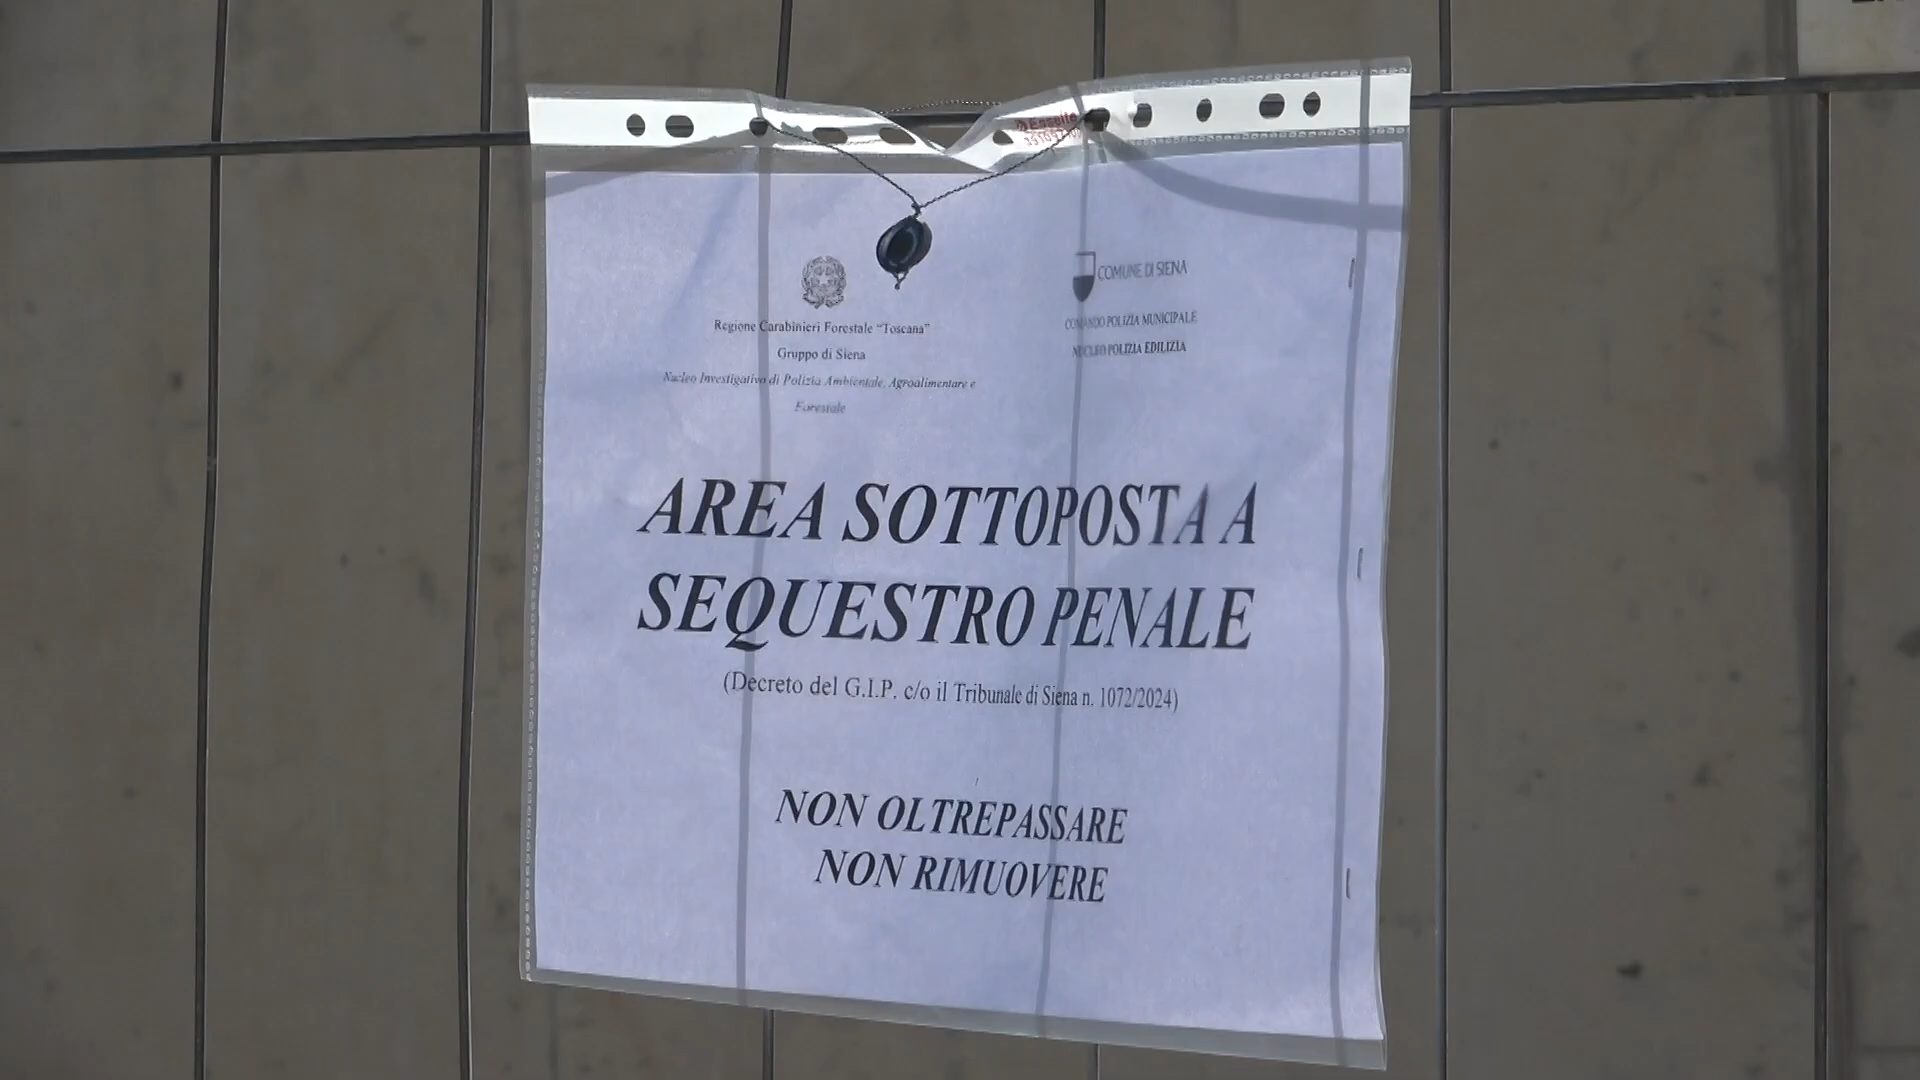 Esselte
Regione Carabinieri Forestale “Toscana”
Gruppo di Siena
Nucleo Investigativo di Polizia Ambientale, Agroalimentare e
Forestale
COMUNE DI SIENA
COMANDO POLIZIA MUNICIPALE
NUCLEO POLIZIA EDILIZIA
AREA SOTTOPOSTA A
SEQUESTRO PENALE
(Decreto del G.I.P. c/o il Tribunale di Siena n. 1072/2024)
NON OLTREPASSARE
NON RIMUOVERE